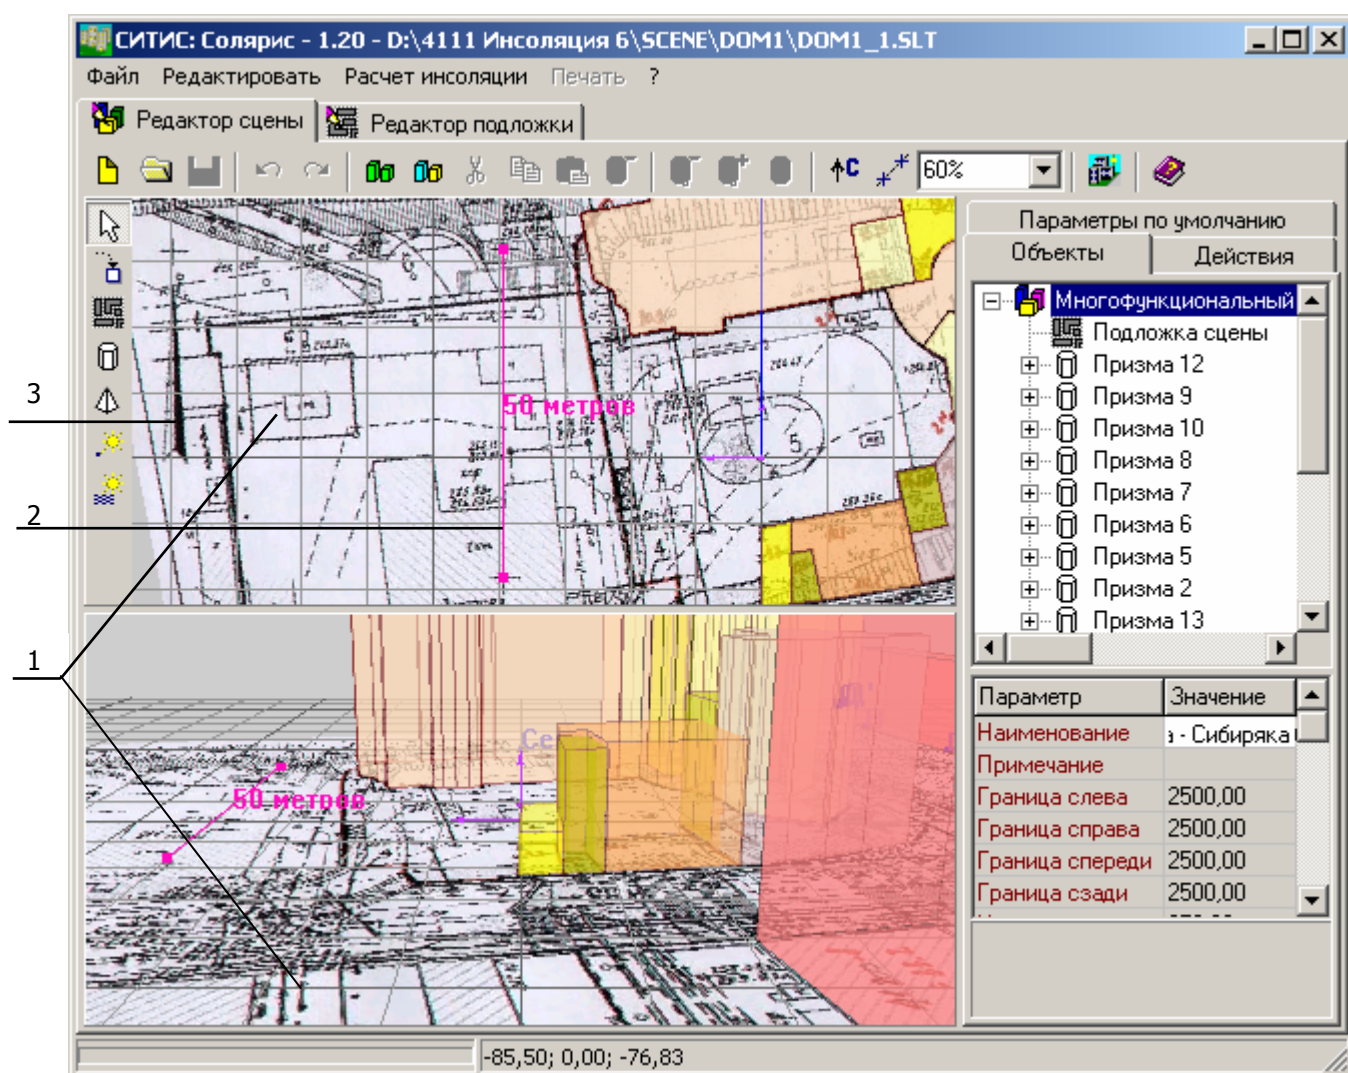 СИТИС: Солярис - 1.20 - D:\4111 Инсоляция 6\SCENE\DOM1\DOM1_1.SLT
Файл Редактировать Расчет инсоляции Печать ?
Редактор сцены Редактор подложки
С 60%
Параметры по умолчанию
Объекты Действия
Многофункциональный
Подложка сцены
Призма 12
Призма 9
Призма 10
Призма 8
Призма 7
Призма 6
Призма 5
Призма 2
Призма 13
3
2
1
50 метров
5
4
Се
50 метров
Параметр Значение
Наименование а - Сибиряка
Примечание
Граница слева 2500,00
Граница справа 2500,00
Граница спереди 2500,00
Граница сзади 2500,00
-85,50; 0,00; -76,83